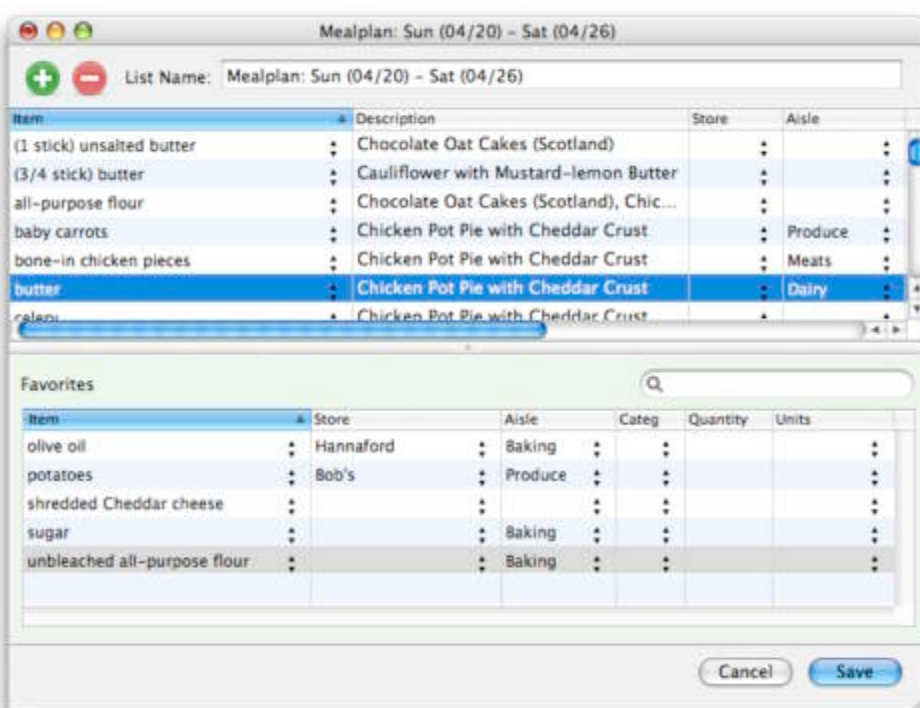 Mealplan: Sun (04/20) - Sat (04/26)
List Name: Mealplan: Sun (04/20) - Sat (04/26)
Item Description Store Aisle
(1 stick) unsalted butter Chocolate Oat Cakes (Scotland)
(3/4 stick) butter Cauliflower with Mustard-lemon Butter
all-purpose flour Chocolate Oat Cakes (Scotland), Chic...
baby carrots Chicken Pot Pie with Cheddar Crust Produce
bone-in chicken pieces Chicken Pot Pie with Cheddar Crust Meats
butter Chicken Pot Pie with Cheddar Crust Dairy
celery Chicken Pot Pie with Cheddar Crust
Favorites
Item Store Aisle Categ Quantity Units
olive oil Hannaford Baking
potatoes Bob's Produce
shredded Cheddar cheese
sugar Baking
unbleached all-purpose flour Baking
Cancel Save